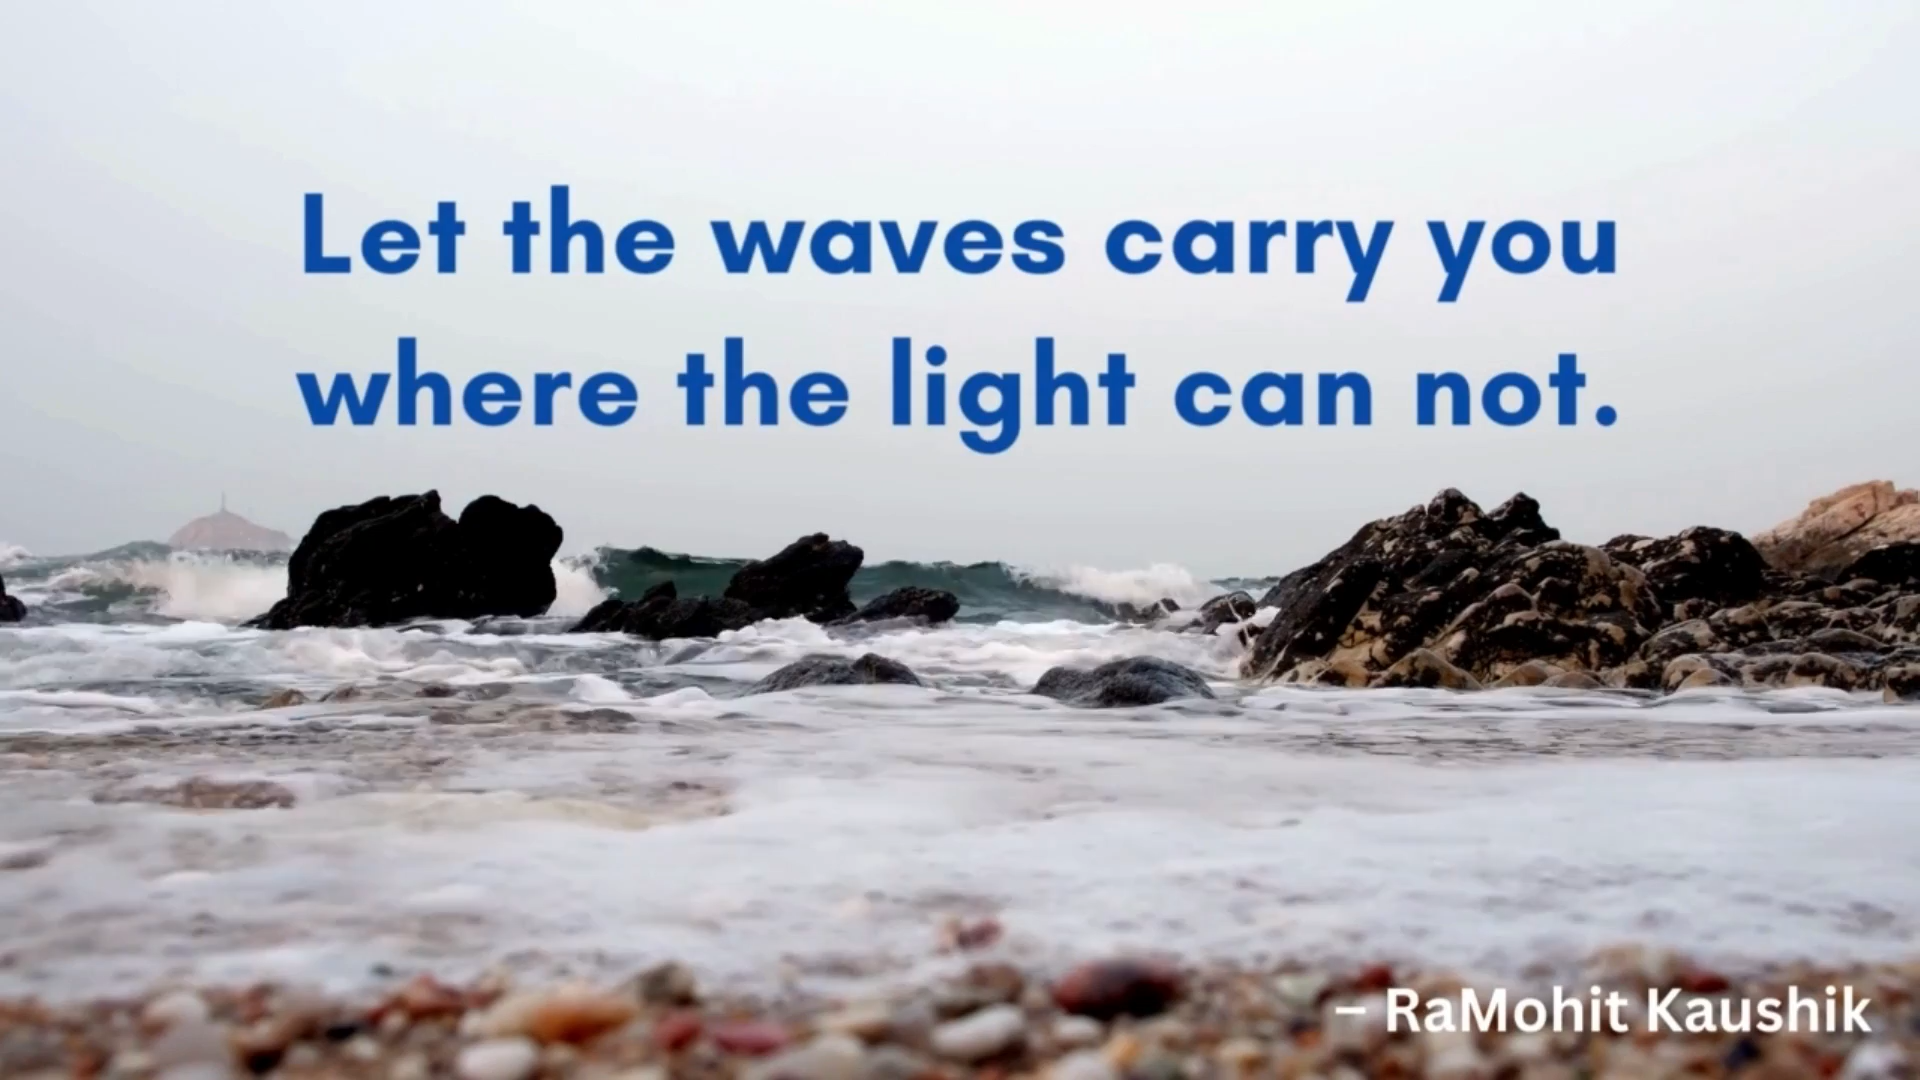 Let the waves carry you
where the light can not.
– RaMohit Kaushik